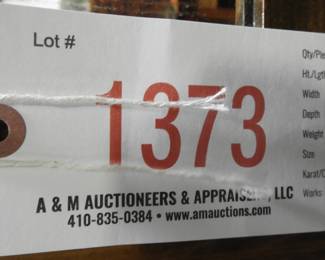 Lot #
1373
A & M AUCTIONEERS & APPRAISERS, LLC
410-835-0384 • www.amauctions.com
Qty/Pie
Ht./Lgt
Width
Depth
Weight
Size
Karat/C
Works